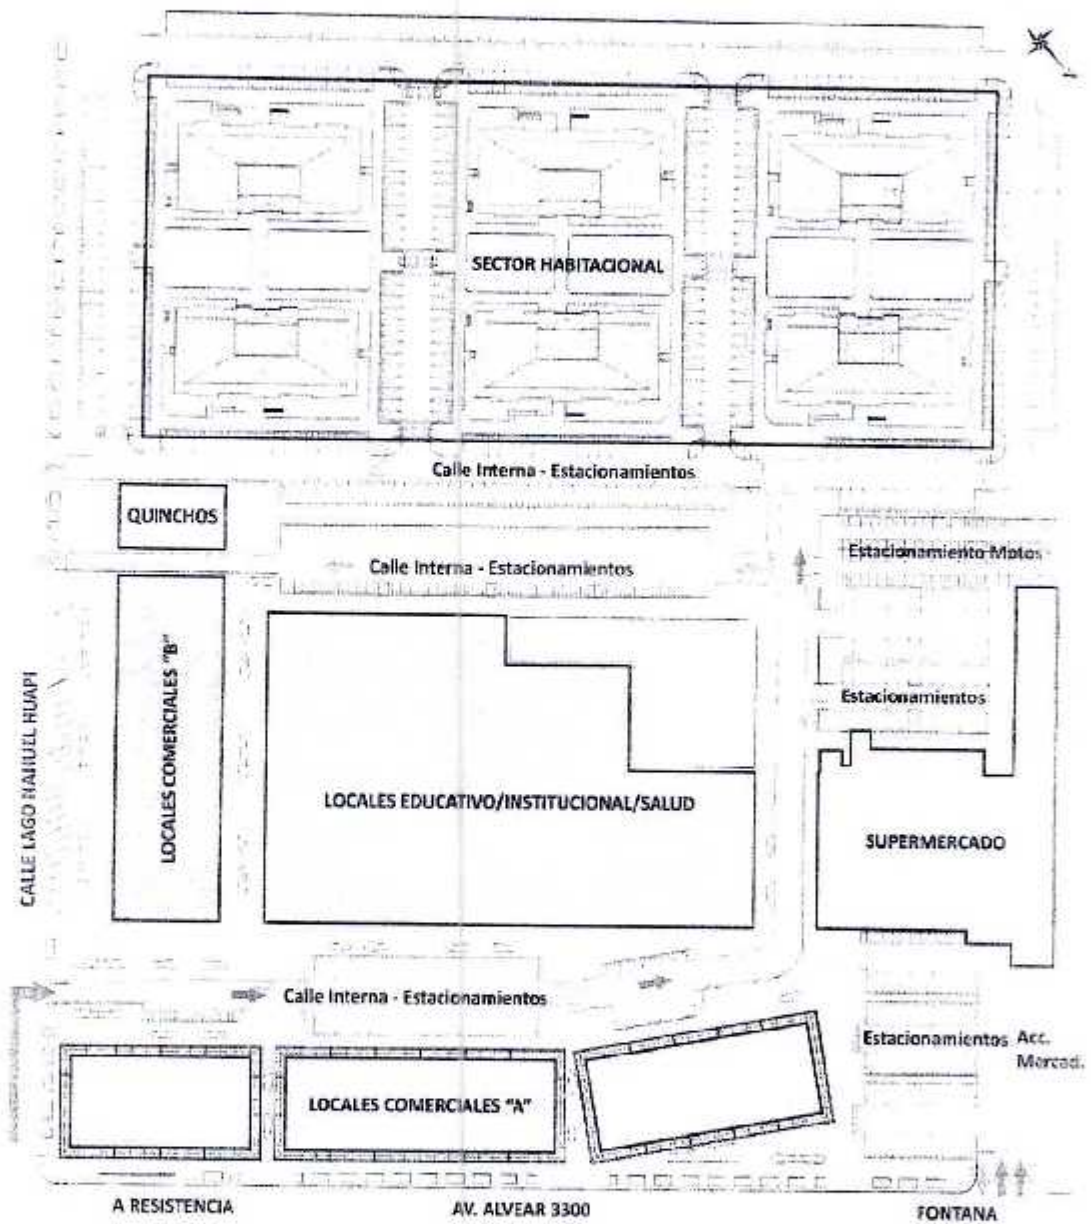 SECTOR HABITACIONAL
Calle Interna - Estacionamientos
QUINCHOS
Estacionamiento Motos
Calle Interna - Estacionamientos
LOCALES COMERCIALES "B"
CALLE LAGO NAHUEL HUAPI
Estacionamientos
LOCALES EDUCATIVO/INSTITUCIONAL/SALUD
SUPERMERCADO
Calle Interna - Estacionamientos
Estacionamientos
Acc.
Mercad.
LOCALES COMERCIALES "A"
A RESISTENCIA
AV. ALVEAR 3300
FONTANA